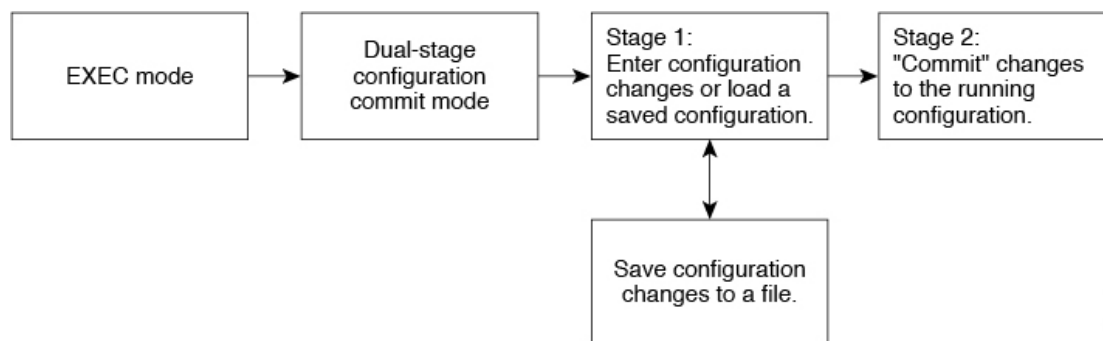 EXEC mode
Dual-stage
configuration
commit mode
Stage 1:
Enter configuration
changes or load a
saved configuration.
Stage 2:
"Commit" changes
to the running
configuration.
Save configuration
changes to a file.